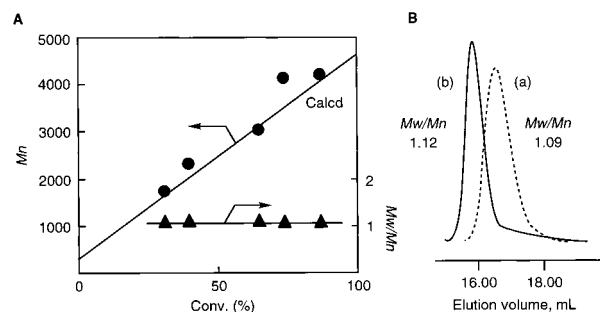 A
5000
4000
3000
2000
1000
Mn
Calcd
2
1
Mw/Mn
0
50
100
Conv. (%)
B
(b)
(a)
Mw/Mn
1.12
Mw/Mn
1.09
16.00
18.00
Elution volume, mL